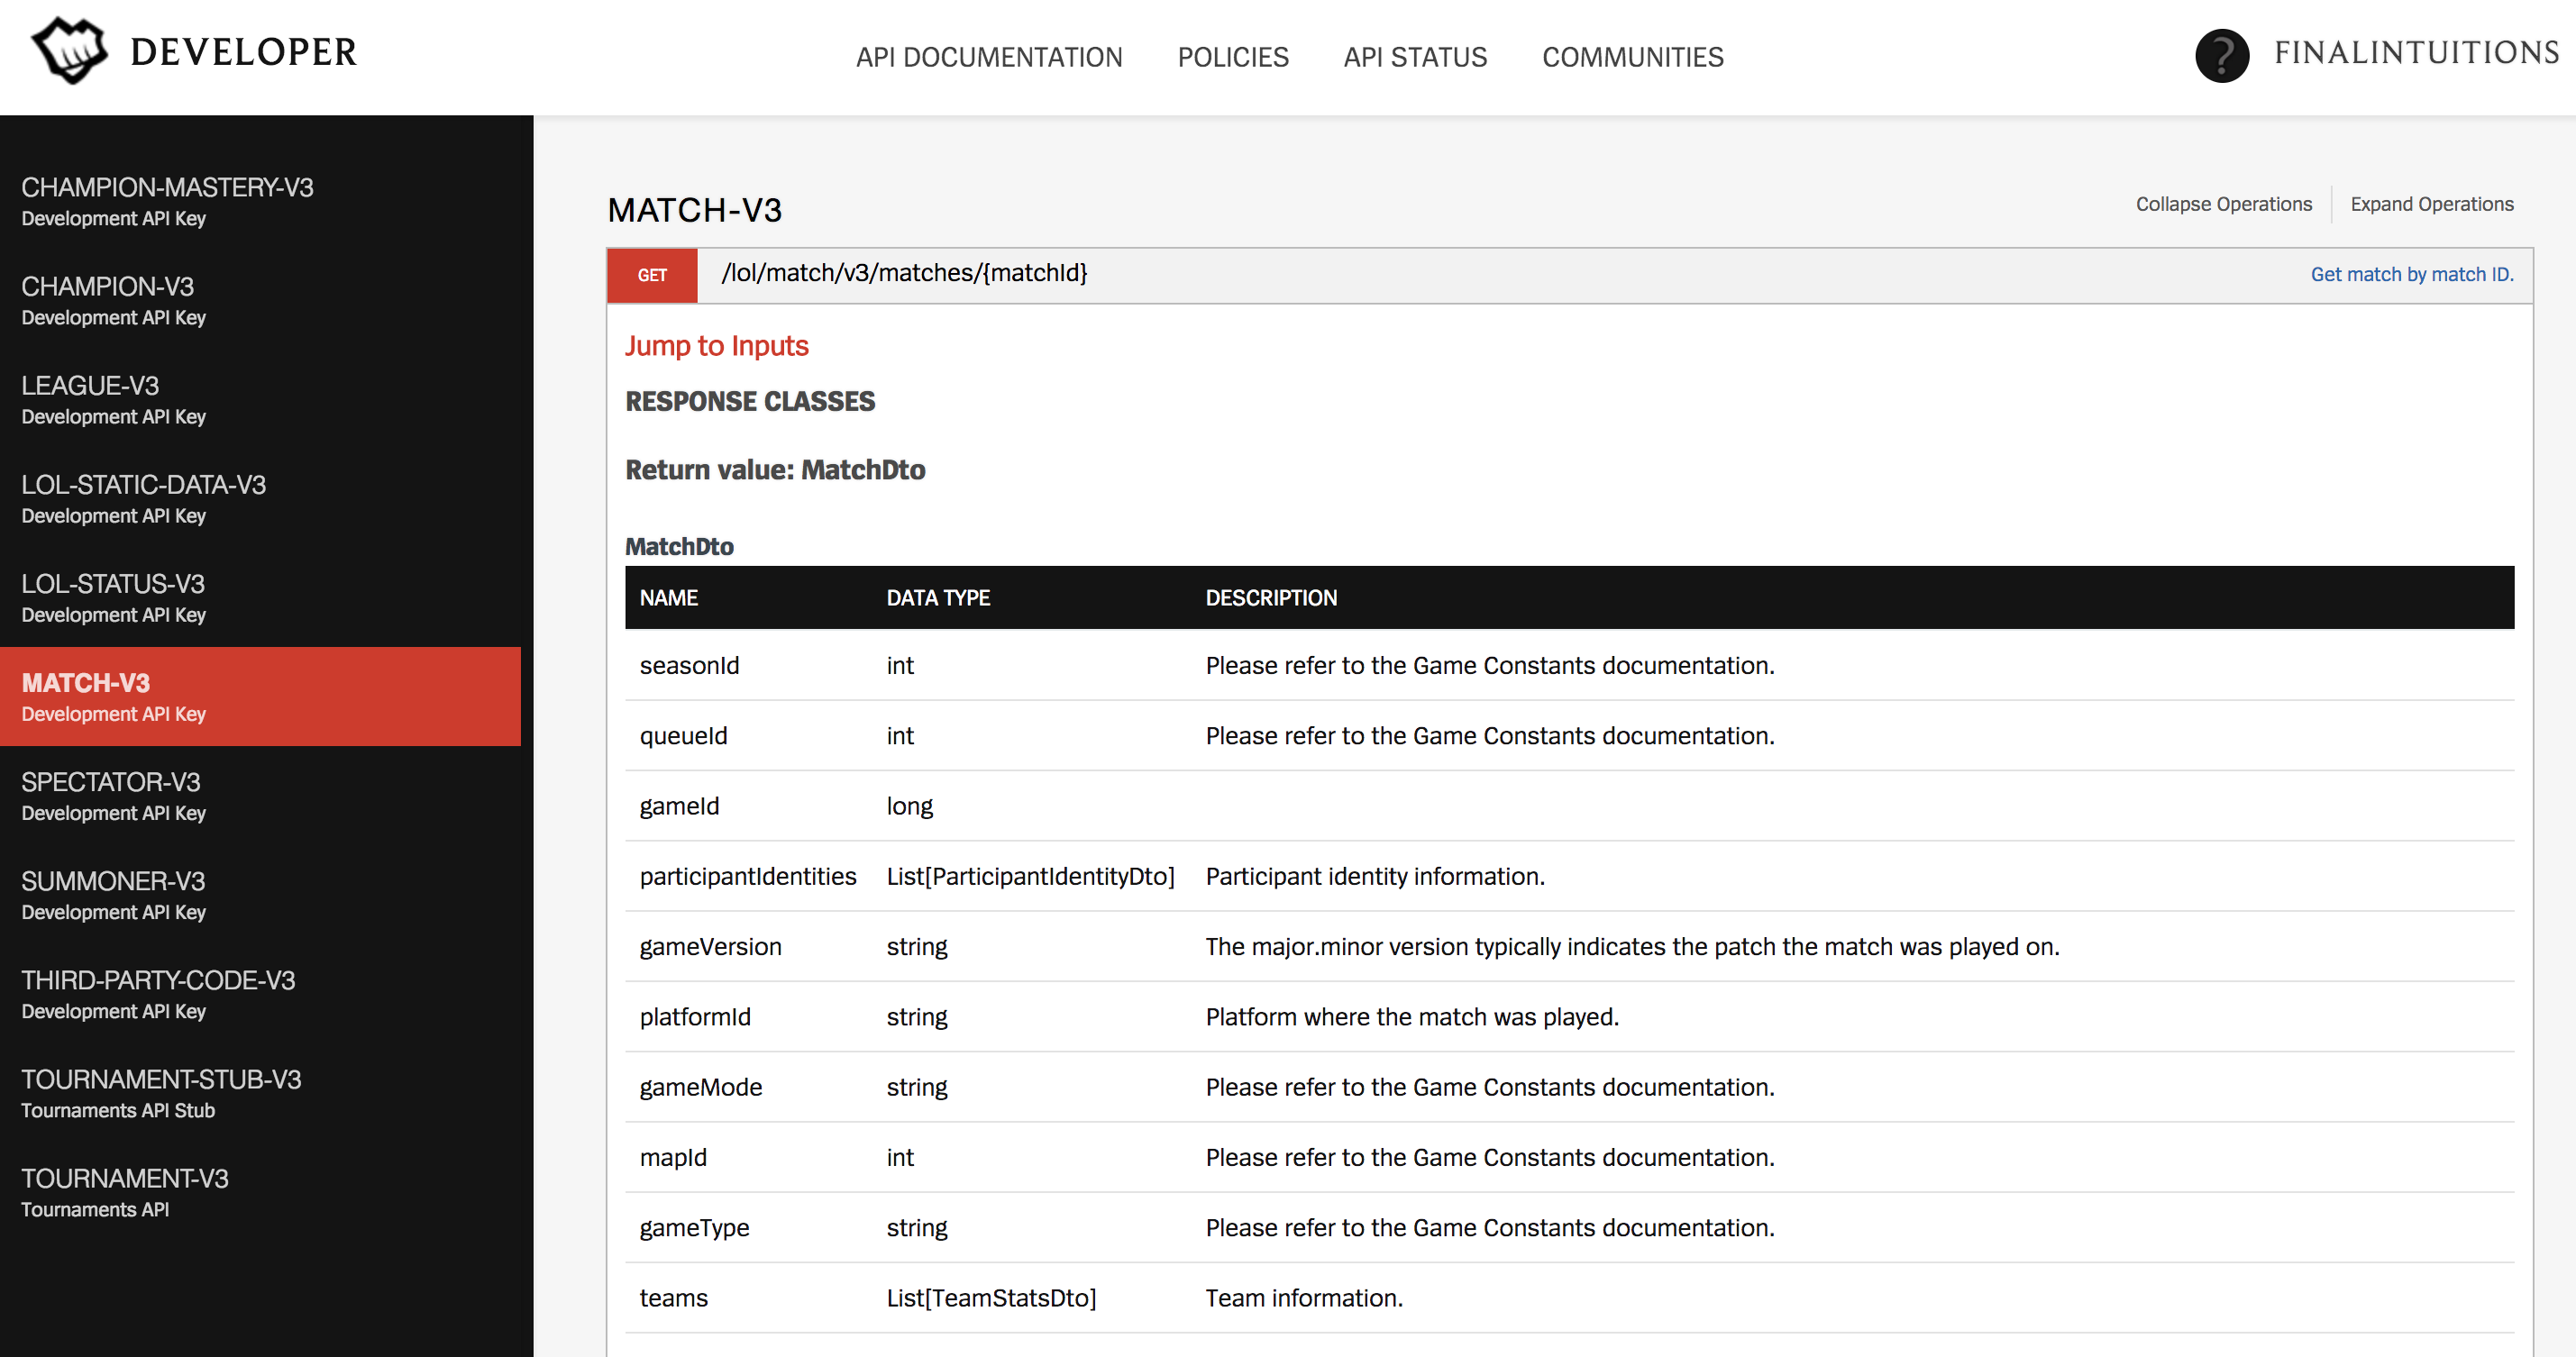 DEVELOPER
API DOCUMENTATION POLICIES API STATUS COMMUNITIES
? FINALINTUITIONS
CHAMPION-MASTERY-V3
Development API Key
CHAMPION-V3
Development API Key
LEAGUE-V3
Development API Key
LOL-STATIC-DATA-V3
Development API Key
LOL-STATUS-V3
Development API Key
MATCH-V3
Development API Key
SPECTATOR-V3
Development API Key
SUMMONER-V3
Development API Key
THIRD-PARTY-CODE-V3
Development API Key
TOURNAMENT-STUB-V3
Tournaments API Stub
TOURNAMENT-V3
Tournaments API
MATCH-V3
Collapse Operations Expand Operations
GET /lol/match/v3/matches/{matchId} Get match by match ID.
Jump to Inputs
RESPONSE CLASSES
Return value: MatchDto
MatchDto
NAME DATA TYPE DESCRIPTION
seasonId int Please refer to the Game Constants documentation.
queueId int Please refer to the Game Constants documentation.
gameId long
participantIdentities List[ParticipantIdentityDto] Participant identity information.
gameVersion string The major.minor version typically indicates the patch the match was played on.
platformId string Platform where the match was played.
gameMode string Please refer to the Game Constants documentation.
mapId int Please refer to the Game Constants documentation.
gameType string Please refer to the Game Constants documentation.
teams List[TeamStatsDto] Team information.